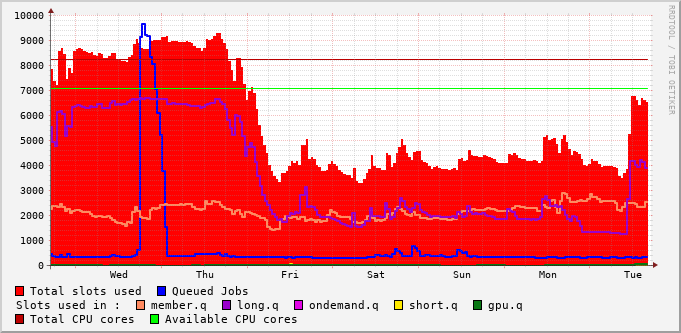 10000
9000
8000
7000
6000
5000
4000
3000
2000
1000
0
Wed Thu Fri Sat Sun Mon Tue
RRDTOOL / TOBI OETIKER
Total slots used Queued Jobs
Slots used in : member.q long.q ondemand.q short.q gpu.q
Total CPU cores Available CPU cores